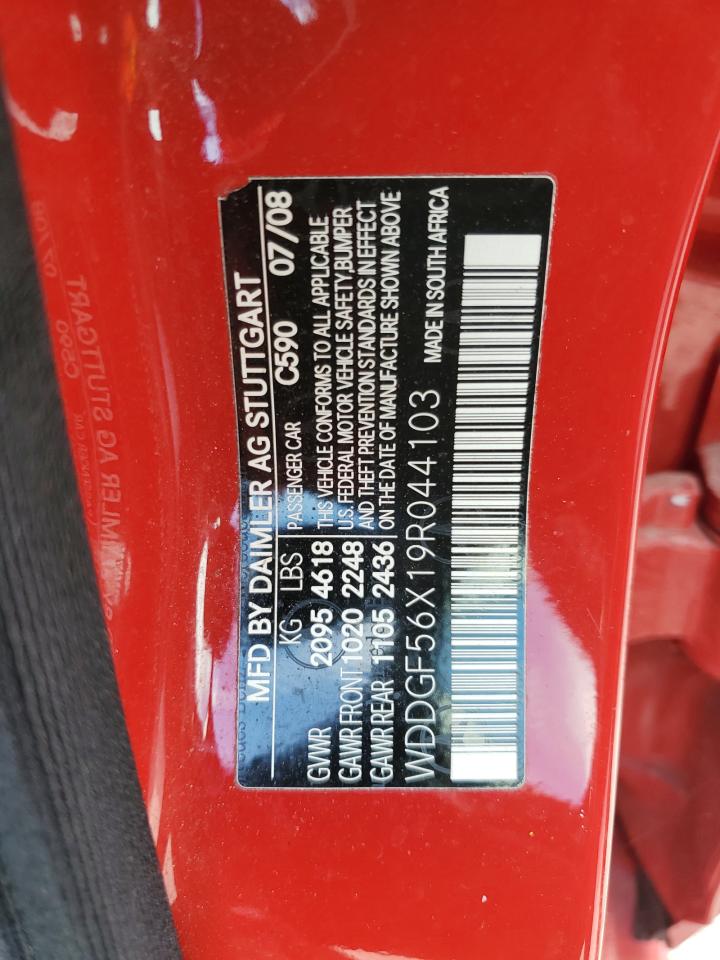 MFD BY DAIMLER AG STUTTGART
KG LBS PASSENGER CAR C590 07/08
GVWR 2095 4618 THIS VEHICLE CONFORMS TO ALL APPLICABLE
GAWR FRONT 1020 2248 U.S. FEDERAL MOTOR VEHICLE SAFETY,BUMPER
GAWR REAR 1105 2436 AND THEFT PREVENTION STANDARDS IN EFFECT
ON THE DATE OF MANUFACTURE SHOWN ABOVE
WDDGF56X19R044103 MADE IN SOUTH AFRICA